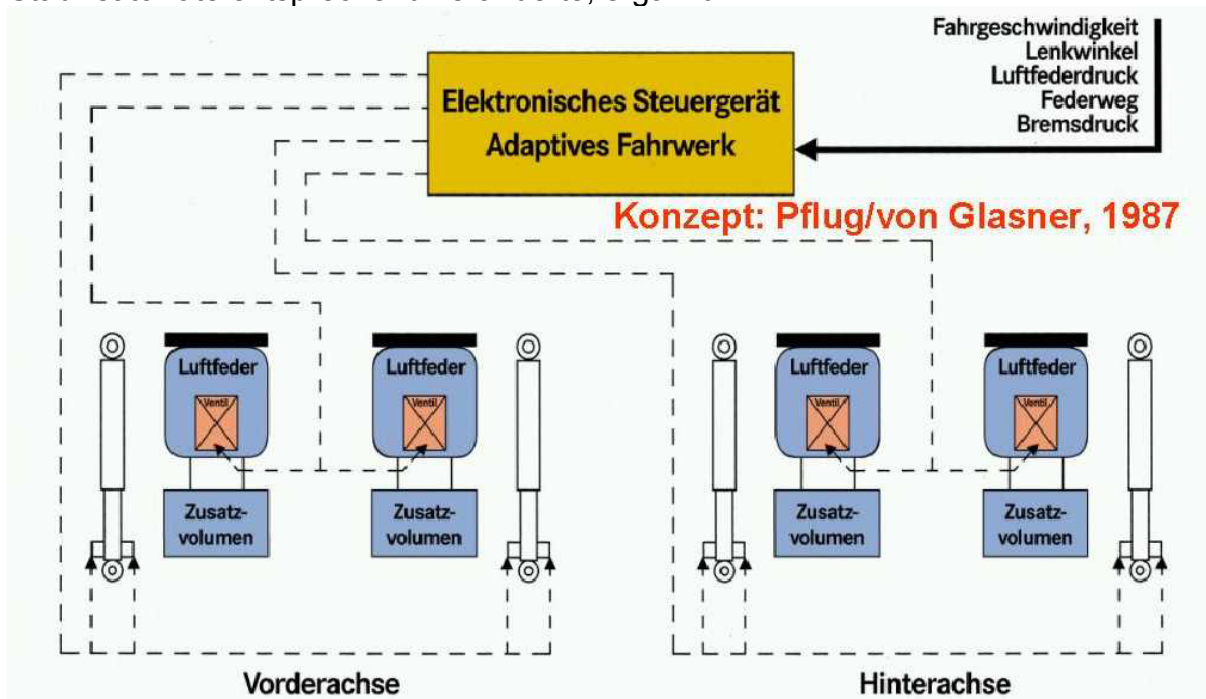 Fahrgeschwindigkeit
Lenkwinkel
Luftfederdruck
Federweg
Bremsdruck
Elektronisches Steuergerät
Adaptives Fahrwerk
Konzept: Pflug/von Glasner, 1987
Luftfeder
Luftfeder
Luftfeder
Luftfeder
Ventil
Ventil
Ventil
Ventil
Zusatz-
volumen
Zusatz-
volumen
Zusatz-
volumen
Zusatz-
volumen
Vorderachse
Hinterachse